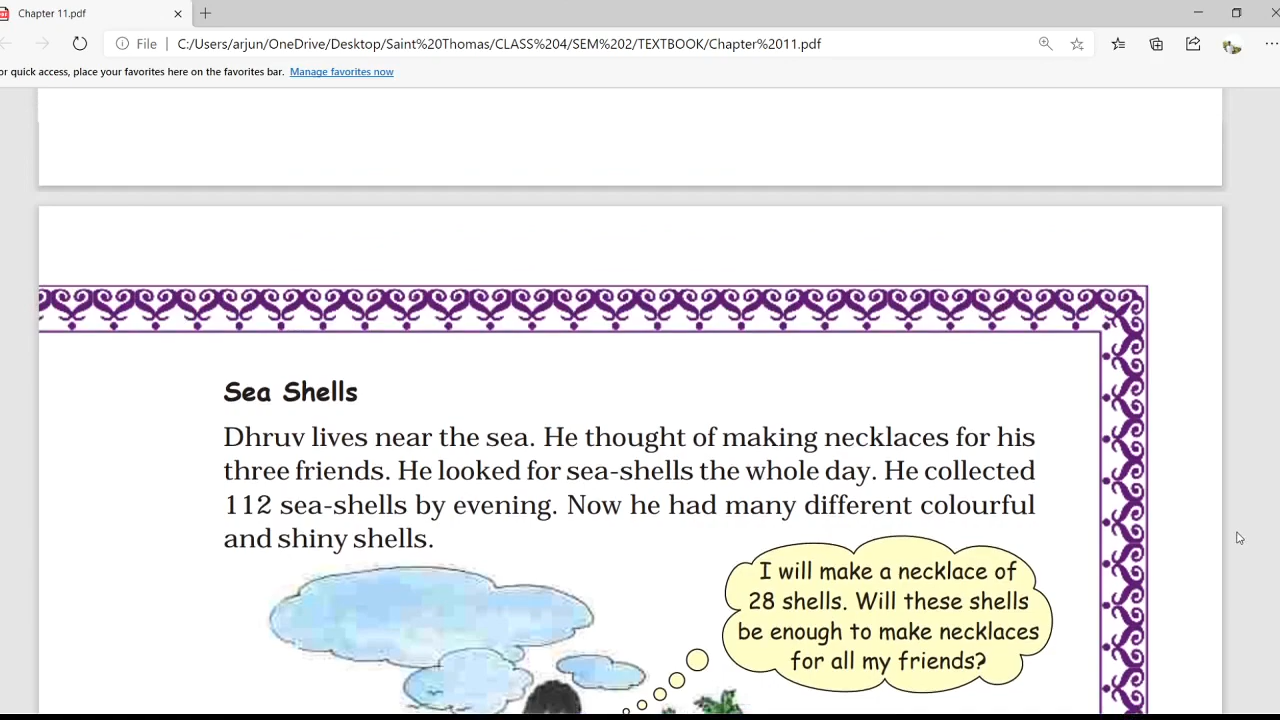 Chapter 11.pdf
File
C:/Users/arjun/OneDrive/Desktop/Saint%20Thomas/CLASS%204/SEM%202/TEXTBOOK/Chapter%2011.pdf
or quick access, place your favorites here on the favorites bar. Manage favorites now
Sea Shells
Dhruv lives near the sea. He thought of making necklaces for his
three friends. He looked for sea-shells the whole day. He collected
112 sea-shells by evening. Now he had many different colourful
and shiny shells.
I will make a necklace of
28 shells. Will these shells
be enough to make necklaces
for all my friends?